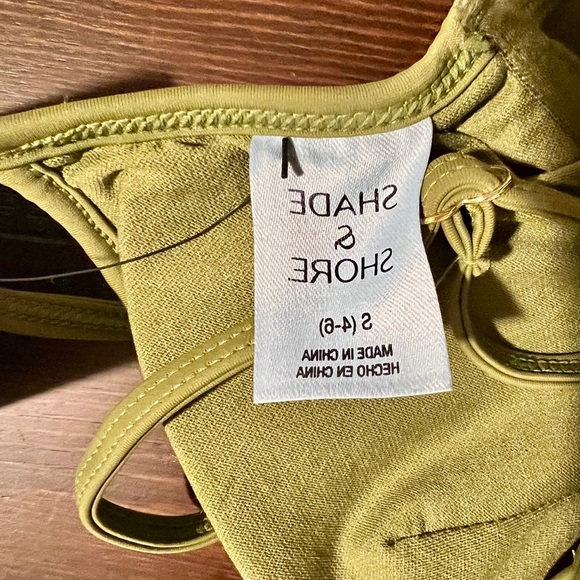 SHADE
&
SHORE
S (4-6)
MADE IN CHINA
HECHO EN CHINA